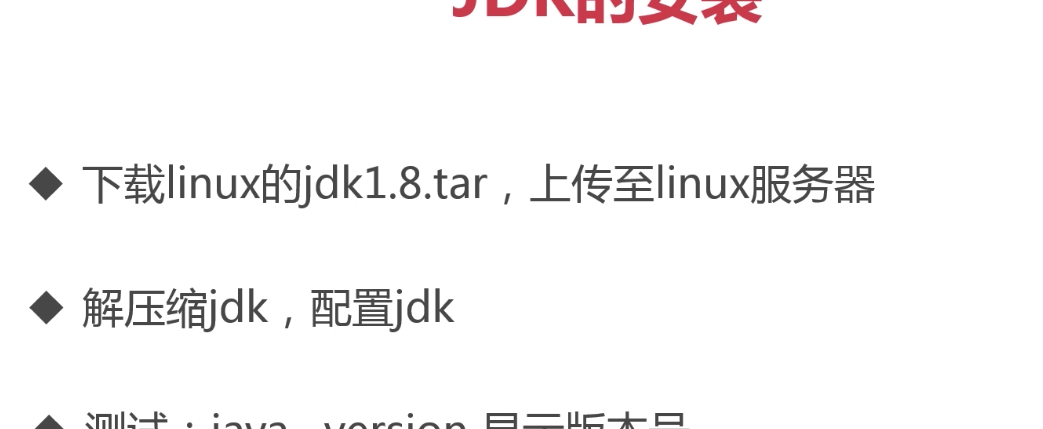 JDK的安装
◆ 下载linux的jdk1.8.tar，上传至linux服务器
◆ 解压缩jdk，配置jdk
◆ 测试：java -version 显示版本号